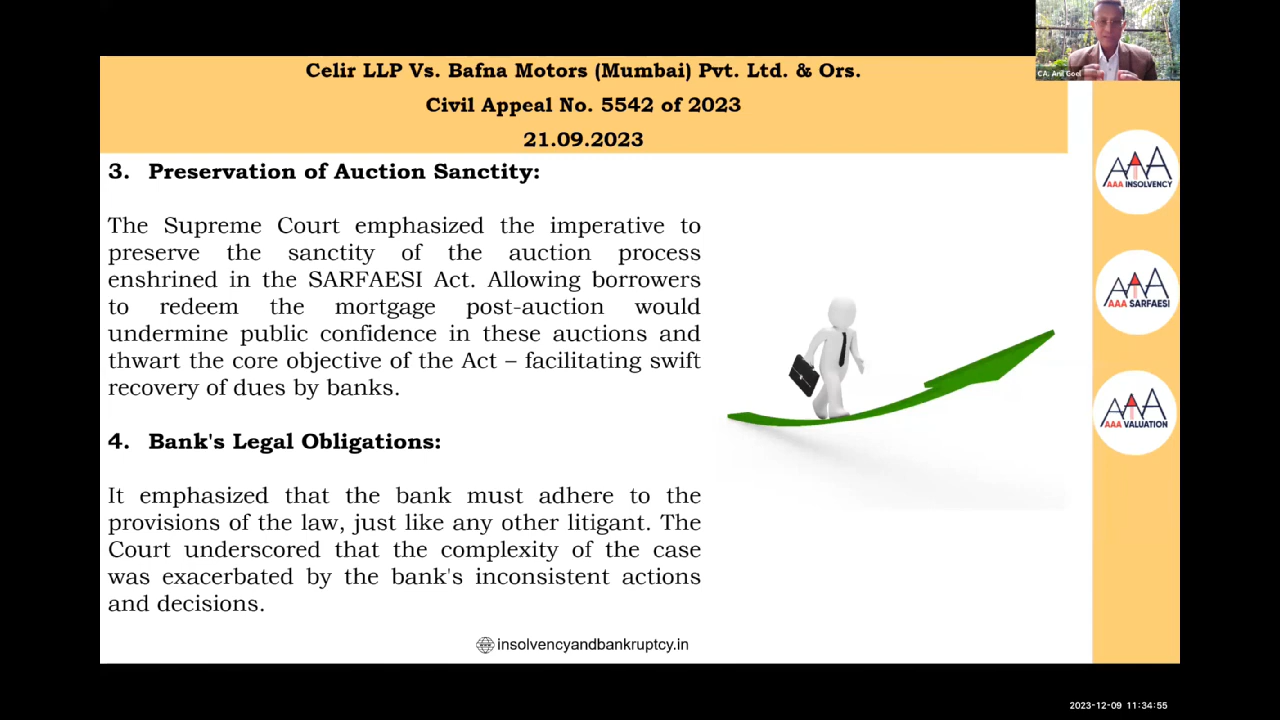 Celir LLP Vs. Bafna Motors (Mumbai) Pvt. Ltd. & Ors.
Civil Appeal No. 5542 of 2023
21.09.2023
CA. Anil Goel
3. Preservation of Auction Sanctity:
The Supreme Court emphasized the imperative to
preserve the sanctity of the auction process
enshrined in the SARFAESI Act. Allowing borrowers
to redeem the mortgage post-auction would
undermine public confidence in these auctions and
thwart the core objective of the Act – facilitating swift
recovery of dues by banks.
4. Bank's Legal Obligations:
It emphasized that the bank must adhere to the
provisions of the law, just like any other litigant. The
Court underscored that the complexity of the case
was exacerbated by the bank's inconsistent actions
and decisions.
insolvencyandbankruptcy.in
AAA
AAA INSOLVENCY
AAA
AAA SARFAESI
AAA
AAA VALUATION
2023-12-09 11:34:55